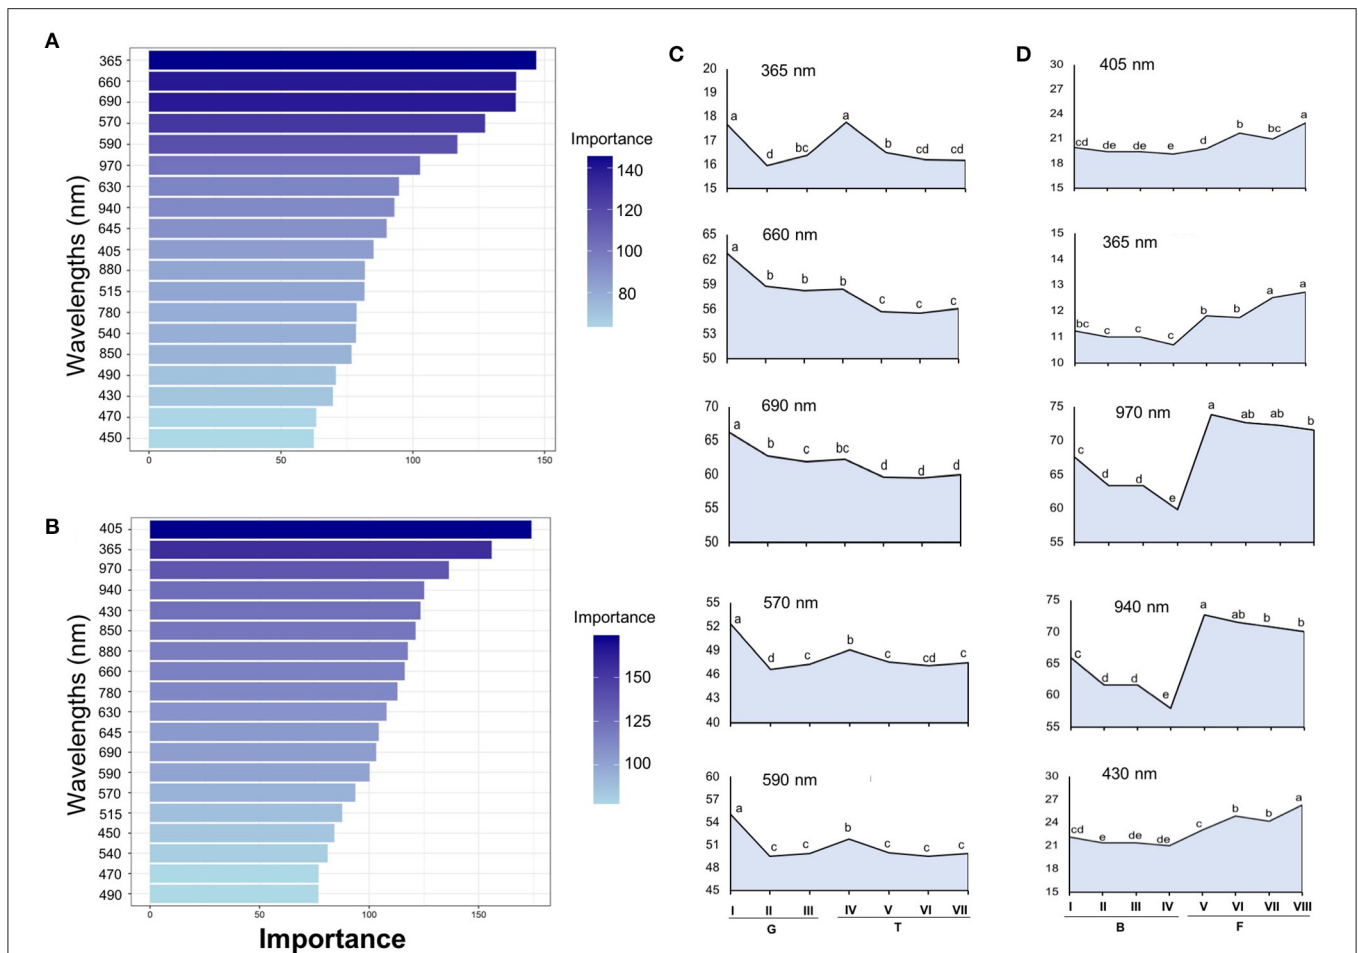 A
Wavelengths (nm)
365
660
690
570
590
970
630
940
645
405
880
515
780
540
850
490
430
470
450
0 50 100 150
Importance
140
120
100
80
B
Wavelengths (nm)
405
365
970
940
430
850
880
660
780
630
645
690
590
570
515
450
540
470
490
0 50 100 150
Importance
Importance
150
125
100
C
365 nm
20
19
18
17
16
15
a d bc a b cd cd
660 nm
65
62
59
56
53
50
a b b b c c c
690 nm
70
65
60
55
50
a b c bc d d d
570 nm
55
52
49
46
43
40
a d c b c cd c
590 nm
60
57
54
51
48
45
a c c b c c c
I II III IV V VI VII
G T
D
405 nm
30
27
24
21
18
15
cd de de e d b bc a
365 nm
15
14
13
12
11
10
bc c c c b b a a
970 nm
75
70
65
60
55
c d d e a ab ab b
940 nm
75
70
65
60
55
c d d e a ab b b
430 nm
30
27
24
21
18
15
cd e de de c b b a
I II III IV V VI VII VIII
B F